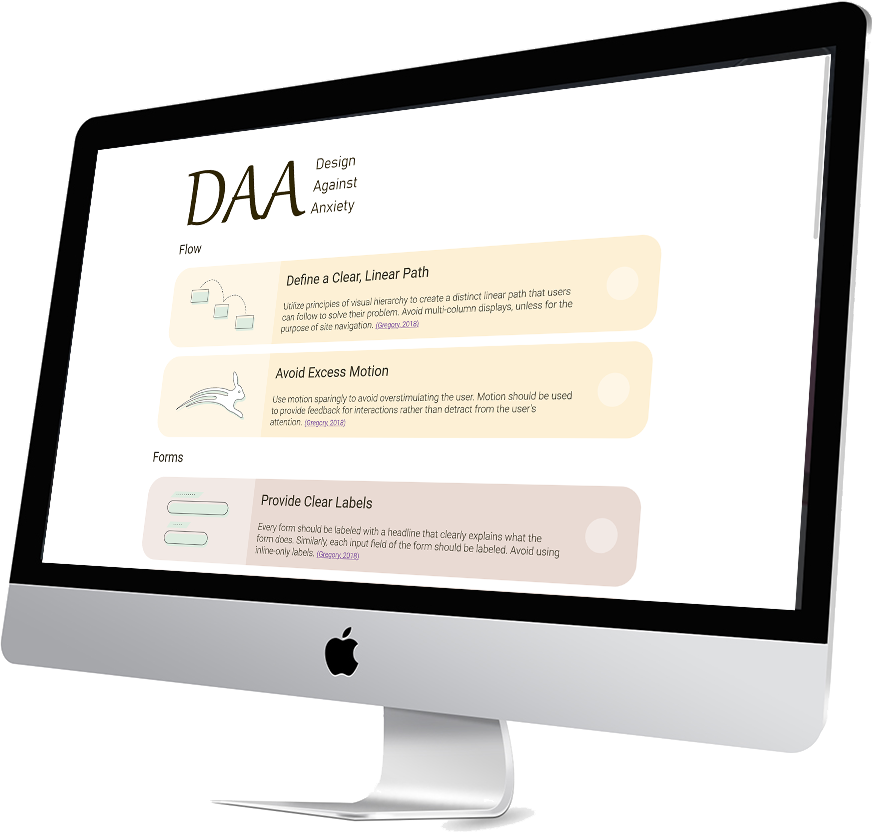 DAA
Design
Against
Anxiety
Flow
Define a Clear, Linear Path
Utilize principles of visual hierarchy to create a distinct linear path that users
can follow to solve their problem. Avoid multi-column displays, unless for the
purpose of site navigation. (Gregory, 2018)
Avoid Excess Motion
Use motion sparingly to avoid overstimulating the user. Motion should be used
to provide feedback for interactions rather than detract from the user's
attention. (Gregory, 2018)
Forms
Provide Clear Labels
Every form should be labeled with a headline that clearly explains what the
form does. Similarly, each input field of the form should be labeled. Avoid using
inline-only labels. (Gregory, 2018)